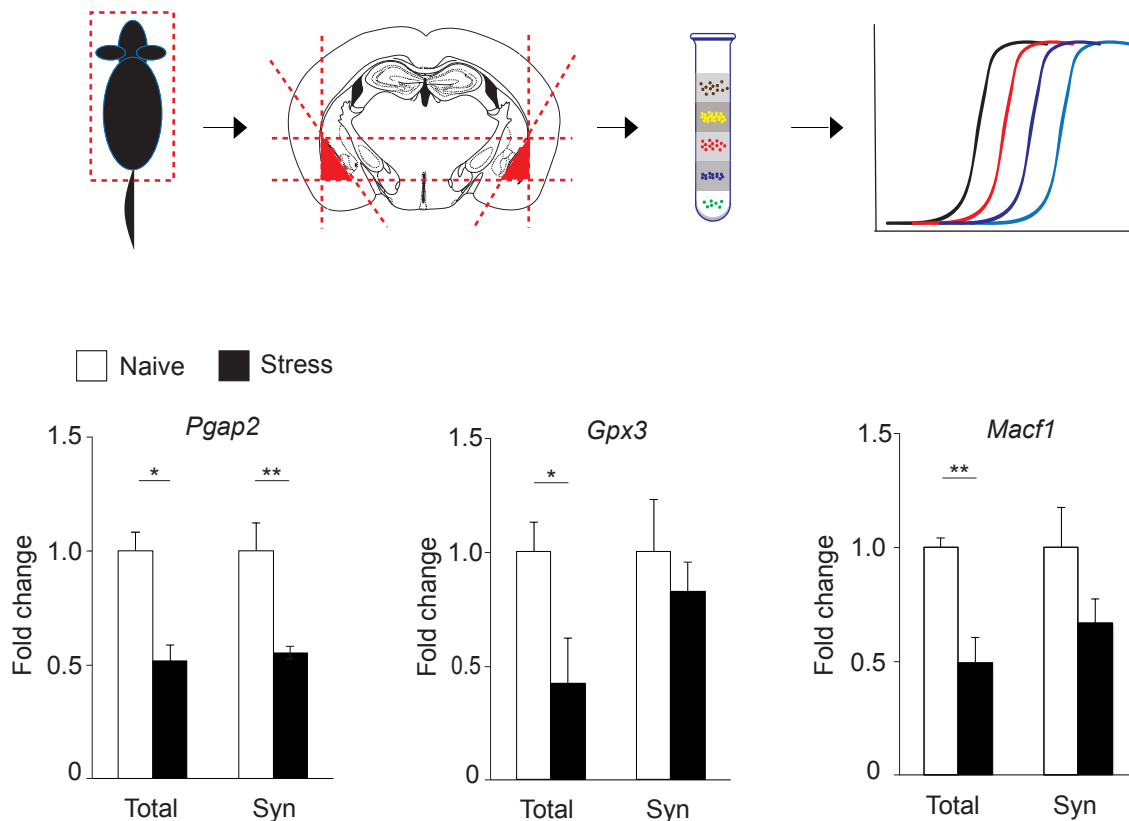 Naive Stress
Pgap2
1.5
* **
1.0
0.5
0
Fold change
Total Syn
Gpx3
1.5
*
1.0
0.5
0
Fold change
Total Syn
Macf1
1.5
**
1.0
0.5
0
Fold change
Total Syn